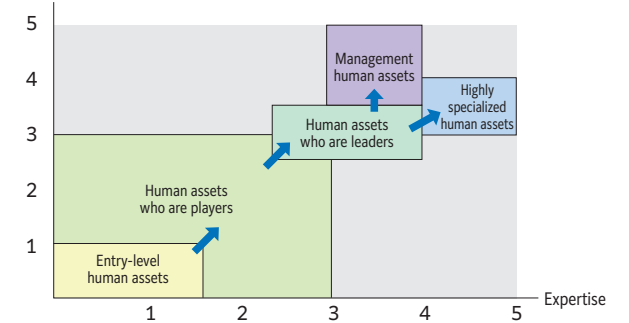 5
Management
human assets
4
Highly
specialized
human assets
Human assets
who are leaders
3
Human assets
who are players
2
1
Entry-level
human assets
1 2 3 4 5
Expertise